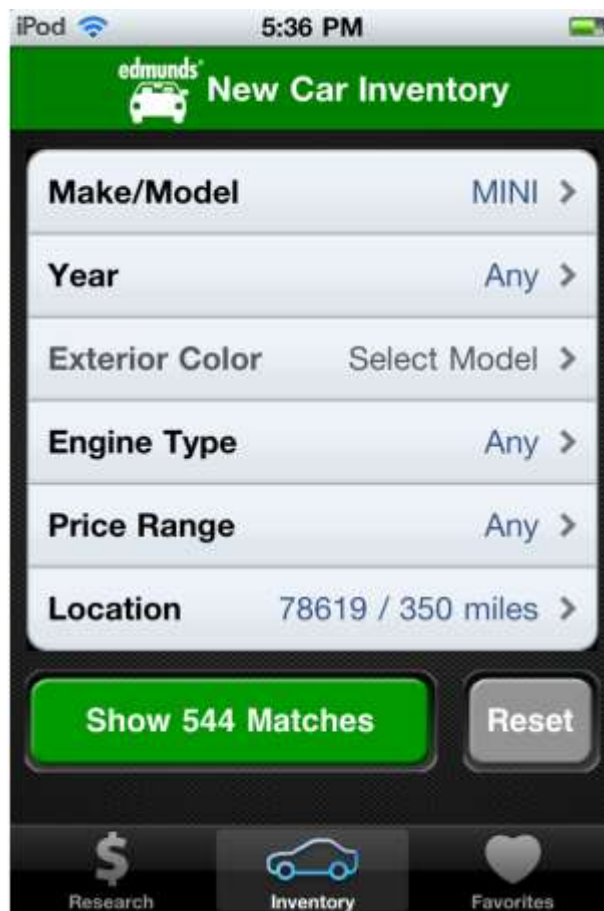 iPod 5:36 PM
edmunds®
New Car Inventory
Make/Model MINI
Year Any
Exterior Color Select Model
Engine Type Any
Price Range Any
Location 78619 / 350 miles
Show 544 Matches Reset
Research Inventory Favorites